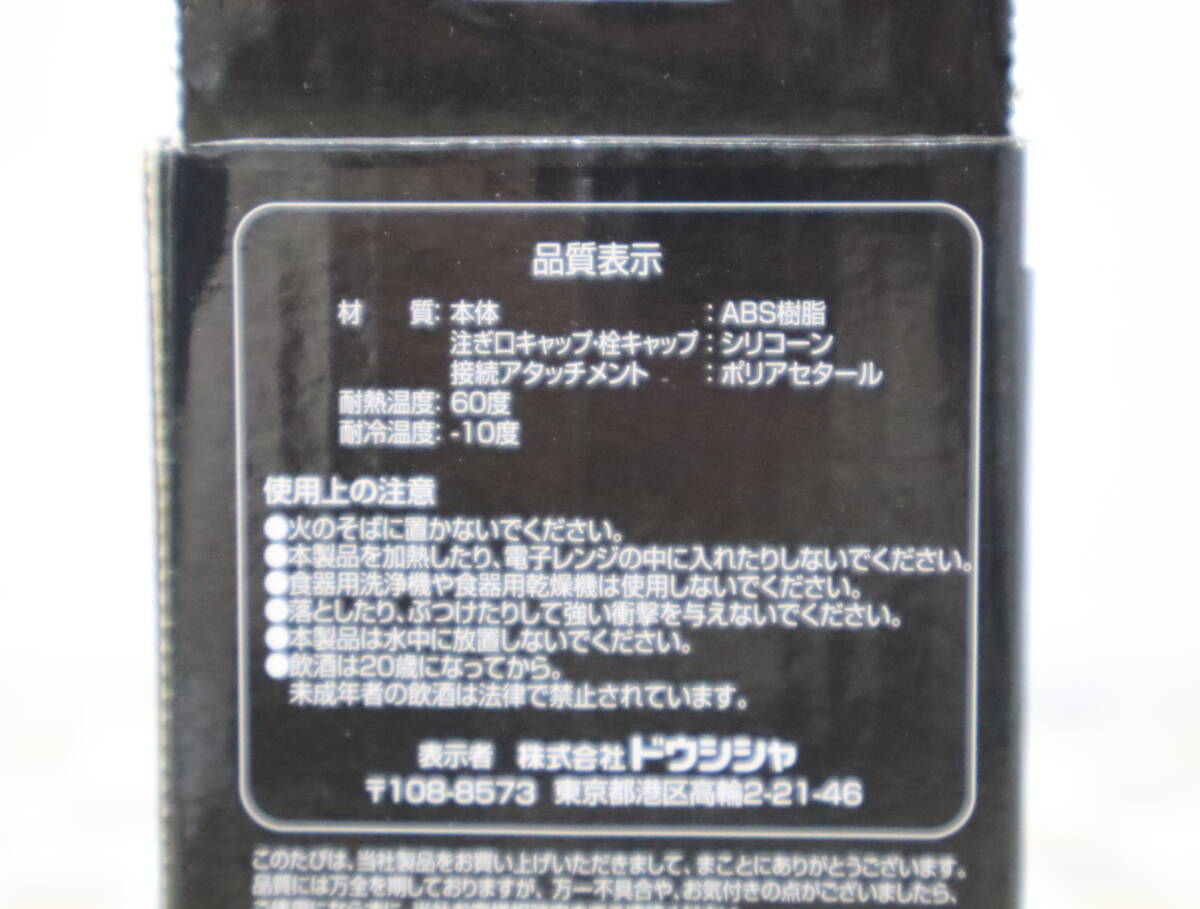 品質表示
材　質：本体　：ABS樹脂
注ぎ口キャップ・栓キャップ：シリコーン
接続アタッチメント　：ポリアセタール
耐熱温度：60度
耐冷温度：-10度
使用上の注意
●火のそばに置かないでください。
●本製品を加熱したり、電子レンジの中に入れたりしないでください。
●食器用洗浄機や食器用乾燥機は使用しないでください。
●落としたり、ぶつけたりして強い衝撃を与えないでください。
●本製品は水中に放置しないでください。
●飲酒は20歳になってから。
未成年者の飲酒は法律で禁止されています。
表示者　株式会社ドウシシャ
〒108-8573　東京都港区高輪2-21-46
このたびは、当社製品をお買い上げいただきまして、まことにありがとうございます。
品質には万全を期しておりますが、万一不具合や、お気付きの点がございましたら、